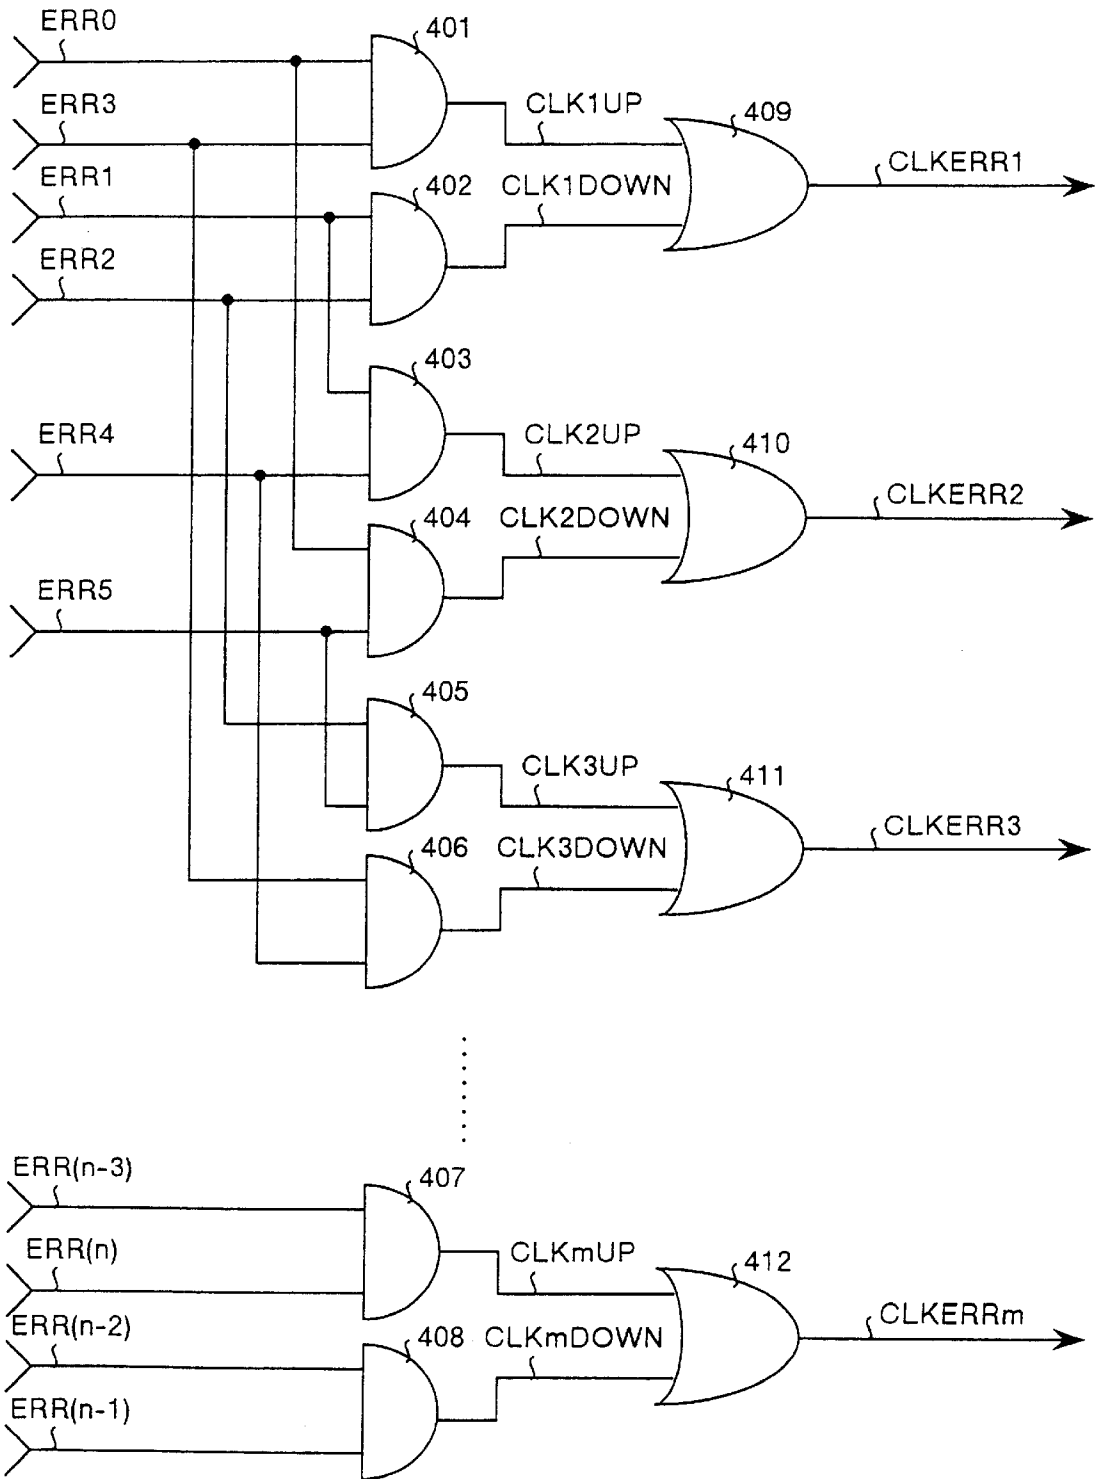 ERR0
401
ERR3
CLK1UP
409
CLKERR1
ERR1
402
CLK1DOWN
ERR2
403
ERR4
CLK2UP
410
CLKERR2
404
CLK2DOWN
ERR5
405
CLK3UP
411
CLKERR3
406
CLK3DOWN
ERR(n-3)
407
ERR(n)
CLKmUP
412
CLKERRm
ERR(n-2)
408
CLKmDOWN
ERR(n-1)